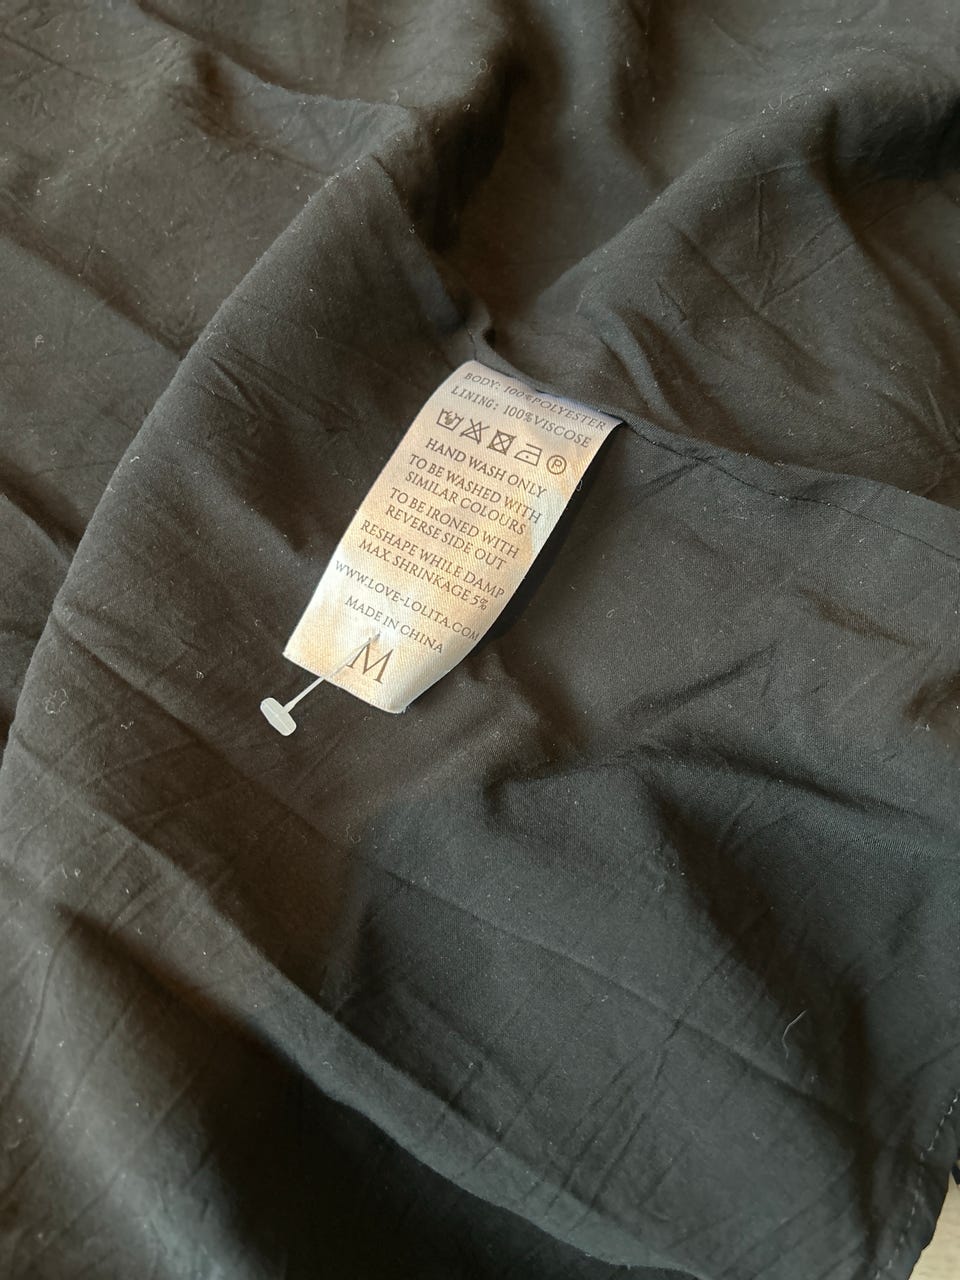 BODY: 100%POLYESTER
LINING: 100%VISCOSE
P
HAND WASH ONLY
TO BE WASHED WITH
SIMILAR COLOURS
TO BE IRONED WITH
REVERSE SIDE OUT
RESHAPE WHILE DAMP
MAX. SHRINKAGE 5%
WWW.LOVE-LOLITA.COM
MADE IN CHINA
M